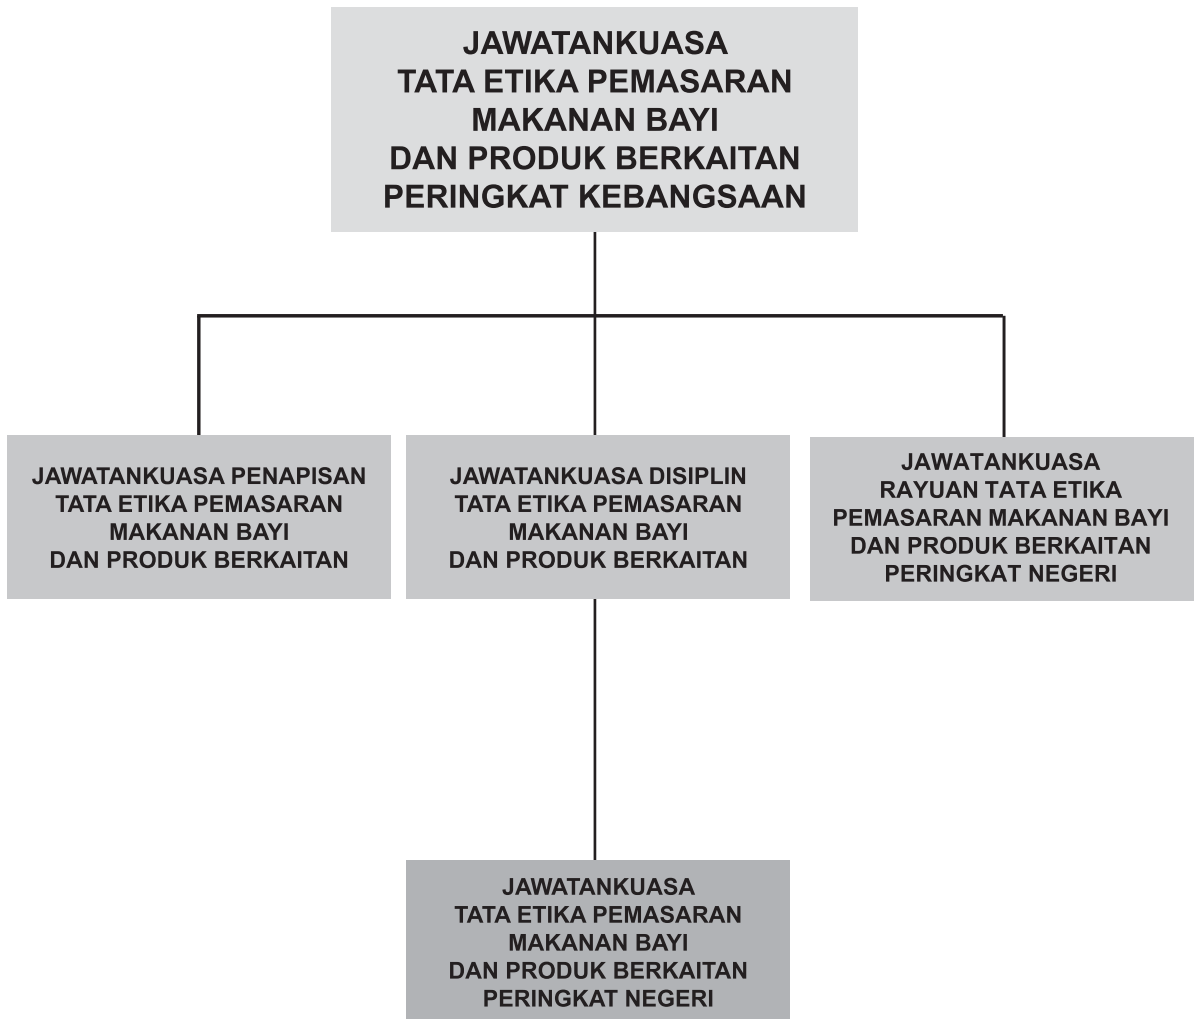 JAWATANKUASA
TATA ETIKA PEMASARAN
MAKANAN BAYI
DAN PRODUK BERKAITAN
PERINGKAT KEBANGSAAN
JAWATANKUASA PENAPISAN
TATA ETIKA PEMASARAN
MAKANAN BAYI
DAN PRODUK BERKAITAN
JAWATANKUASA DISIPLIN
TATA ETIKA PEMASARAN
MAKANAN BAYI
DAN PRODUK BERKAITAN
JAWATANKUASA
RAYUAN TATA ETIKA
PEMASARAN MAKANAN BAYI
DAN PRODUK BERKAITAN
PERINGKAT NEGERI
JAWATANKUASA
TATA ETIKA PEMASARAN
MAKANAN BAYI
DAN PRODUK BERKAITAN
PERINGKAT NEGERI